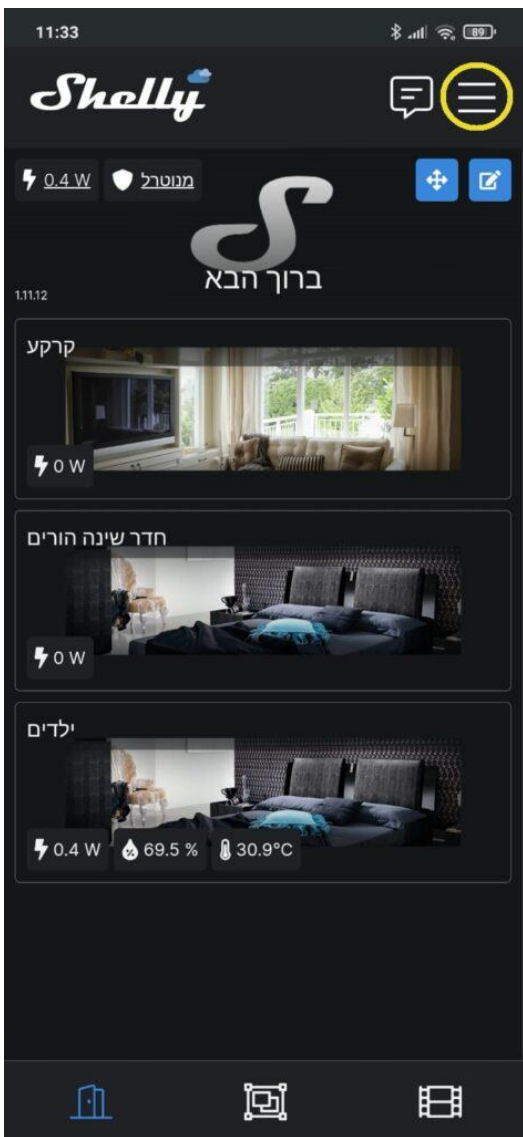 11:33 89
Shelly
0.4 W מנוטרל
ברוך הבא
1.11.12
קרקע
0 W
חדר שינה הורים
0 W
ילדים
0.4 W 69.5 % 30.9°C